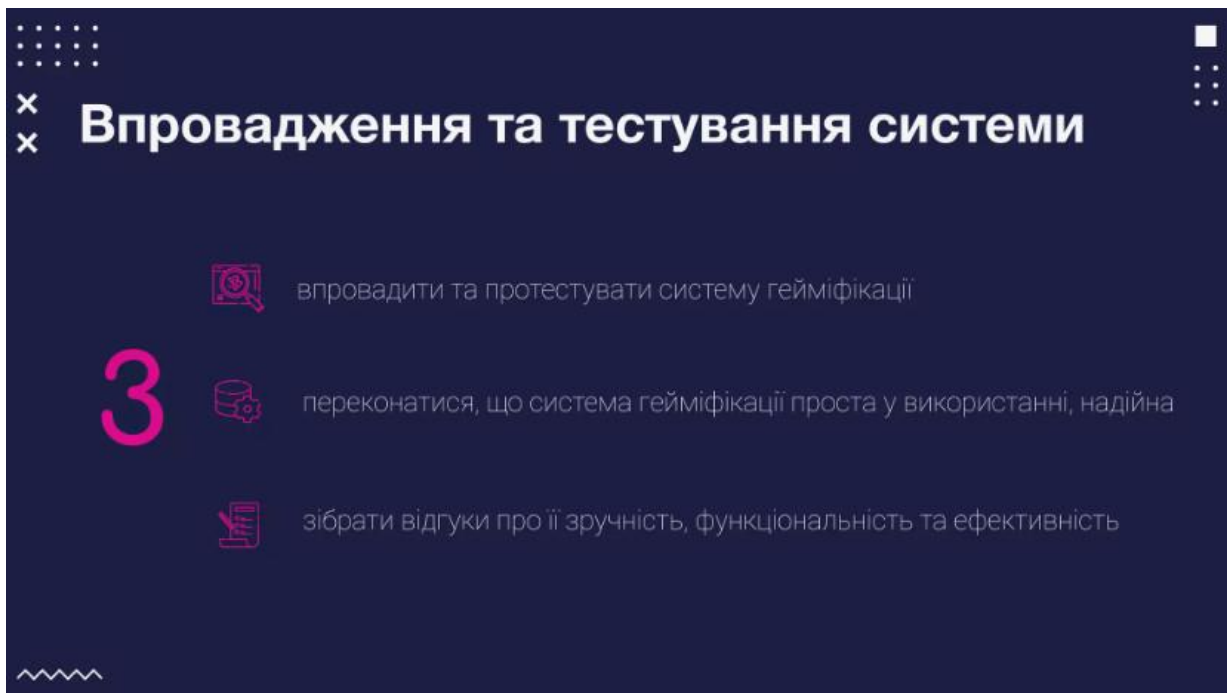 Впровадження та тестування системи
впровадити та протестувати систему гейміфікації
3
переконатися, що система гейміфікації проста у використанні, надійна
зібрати відгуки про її зручність, функціональність та ефективність